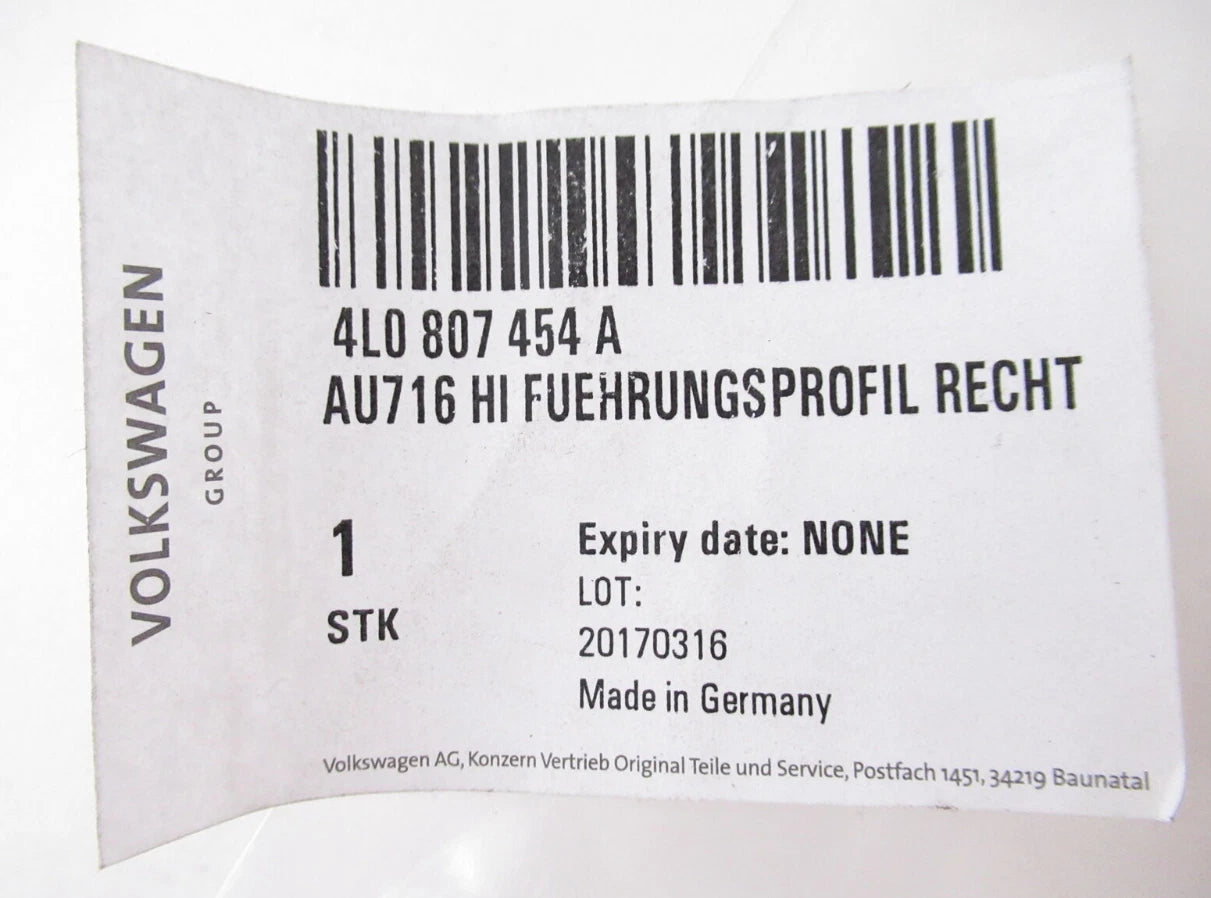 VOLKSWAGEN
GROUP
4L0 807 454 A
AU716 HI FUEHRUNGSPROFIL RECHT
1
STK
Expiry date: NONE
LOT:
20170316
Made in Germany
Volkswagen AG, Konzern Vertrieb Original Teile und Service, Postfach 1451, 34219 Baunatal